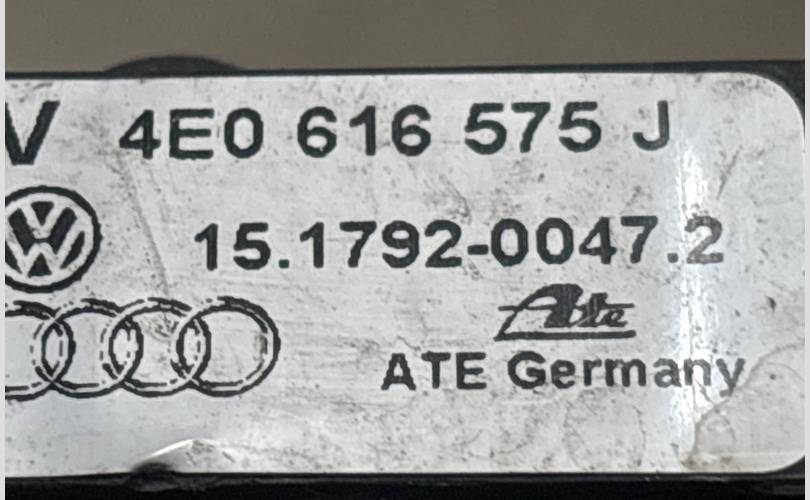 V 4E0 616 575 J
15.1792-0047.2
Ate
ATE Germany